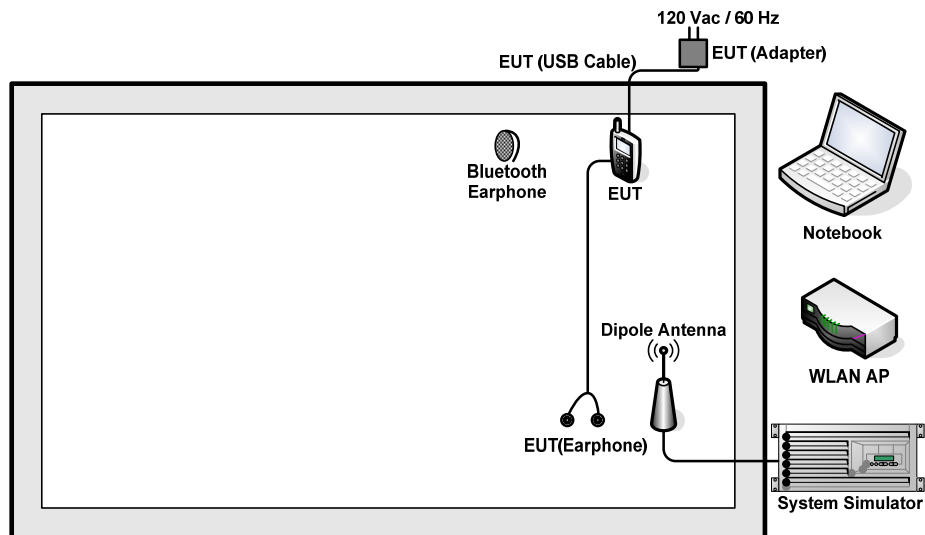 120 Vac / 60 Hz
EUT (Adapter)
EUT (USB Cable)
Bluetooth
Earphone
EUT
Notebook
Dipole Antenna
WLAN AP
EUT(Earphone)
System Simulator